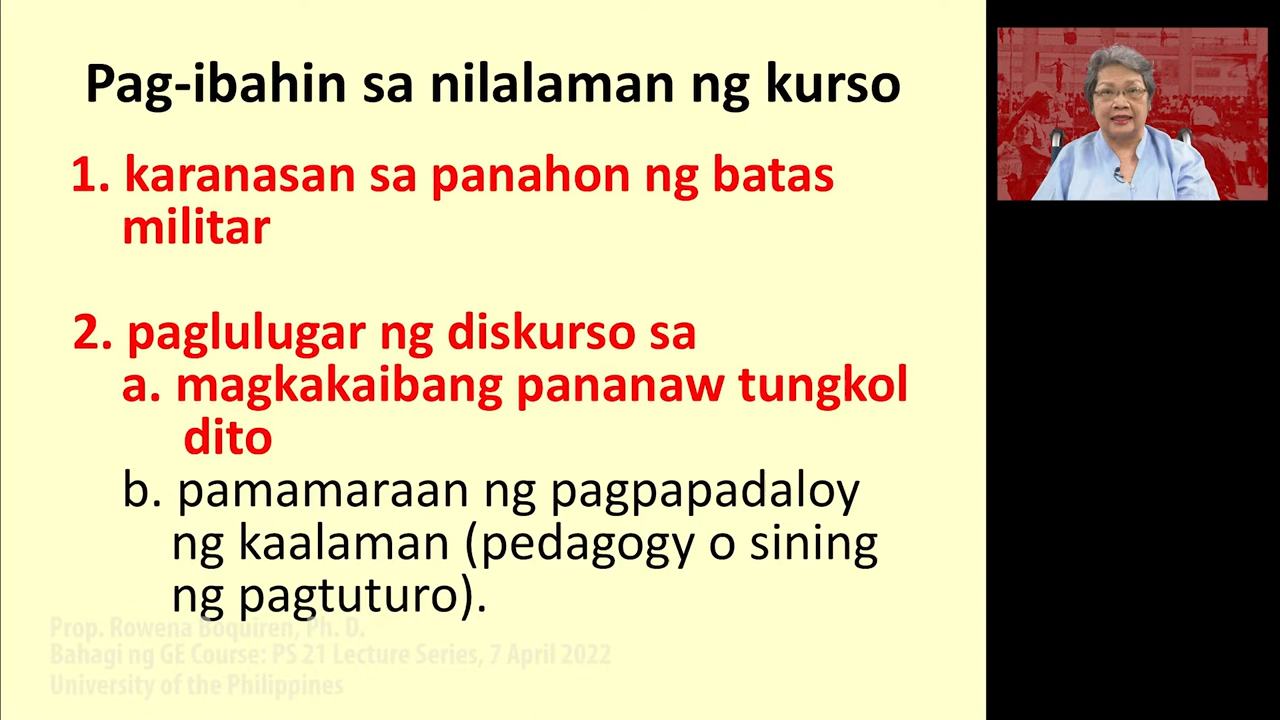 Pag-ibahin sa nilalaman ng kurso
1. karanasan sa panahon ng batas
militar
2. paglulugar ng diskurso sa
a. magkakaibang pananaw tungkol
dito
b. pamamaraan ng pagpapadaloy
ng kaalaman (pedagogy o sining
ng pagtuturo).
Prop. Rowena Boquiren, Ph. D.
Bahagi ng GE Course: PS 21 Lecture Series, 7 April 2022
University of the Philippines